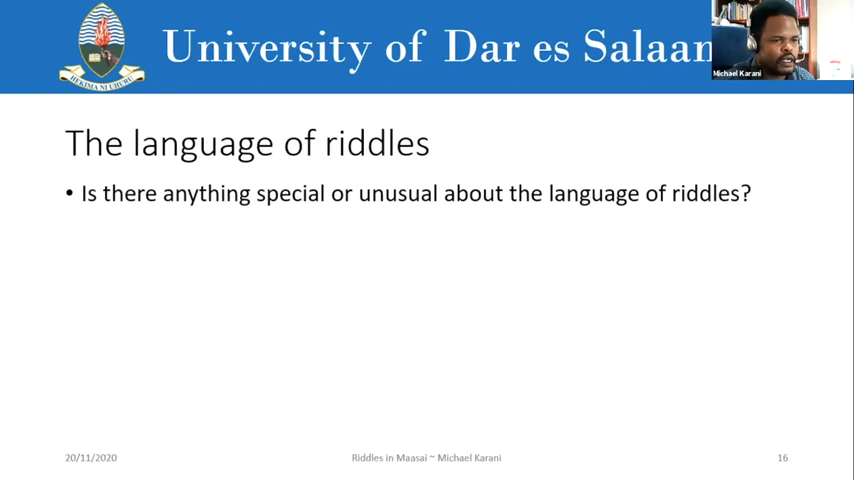 University of Dar es Salaam
Michael Karani
HEKIMA NI UHURU
The language of riddles
• Is there anything special or unusual about the language of riddles?
20/11/2020
Riddles in Maasai ~ Michael Karani
16